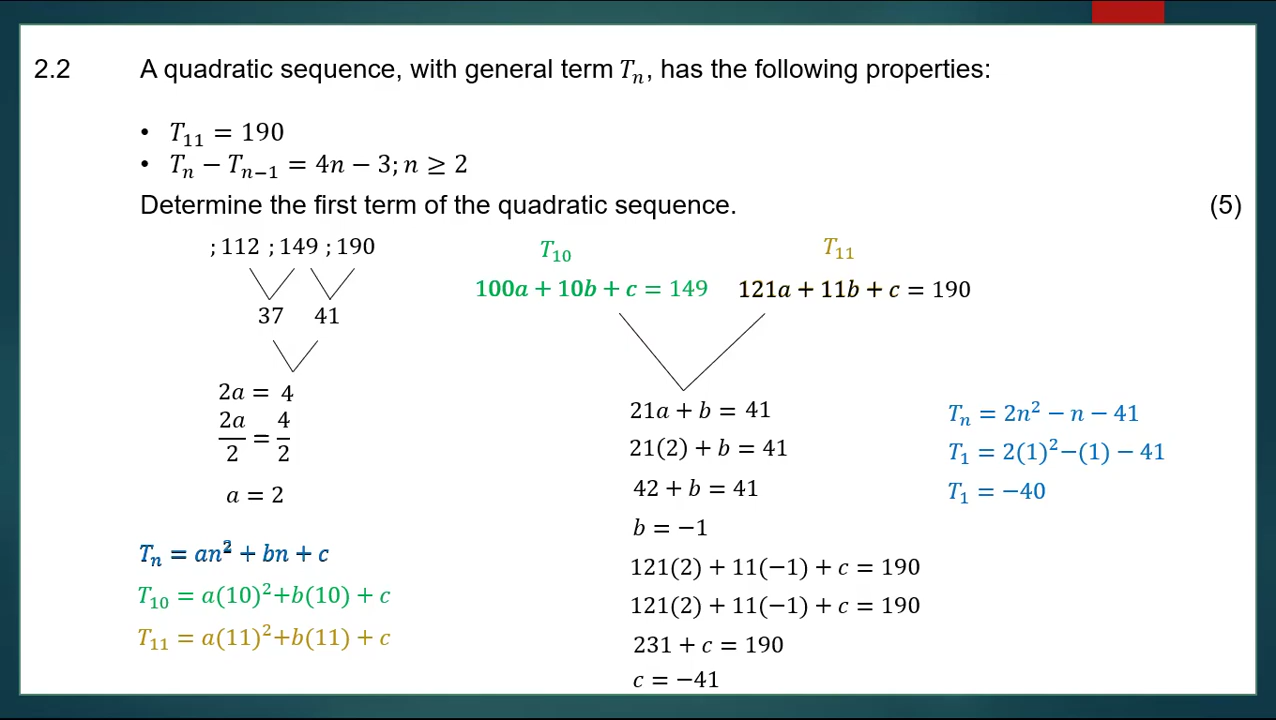 2.2 A quadratic sequence, with general term Tₙ, has the following properties:
• T₁₁ = 190
• Tₙ − Tₙ₋₁ = 4n − 3; n ≥ 2
Determine the first term of the quadratic sequence. (5)
; 112 ; 149 ; 190
37 41
2a = 4
2a/2 = 4/2
a = 2
Tₙ = an² + bn + c
T₁₀ = a(10)²+b(10) + c
T₁₁ = a(11)²+b(11) + c
T₁₀ T₁₁
100a + 10b + c = 149 121a + 11b + c = 190
21a + b = 41
21(2) + b = 41
42 + b = 41
b = −1
121(2) + 11(−1) + c = 190
121(2) + 11(−1) + c = 190
231 + c = 190
c = −41
Tₙ = 2n² − n − 41
T₁ = 2(1)²−(1) − 41
T₁ = −40